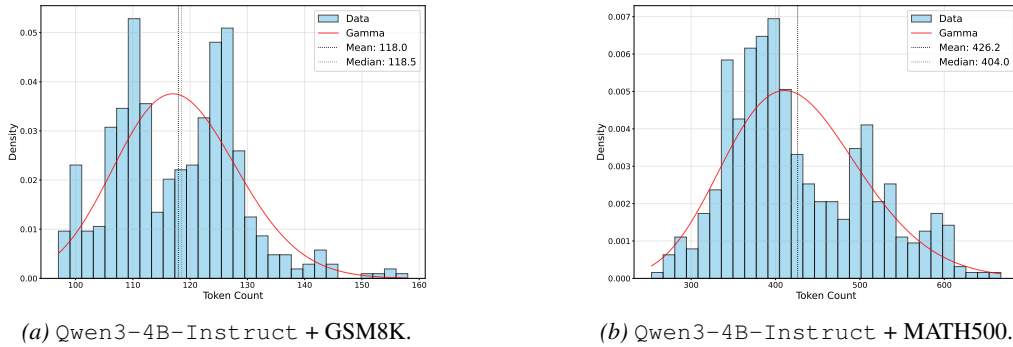 Data
Gamma
Mean: 118.0
Median: 118.5
0.05
0.04
0.03
0.02
0.01
0.00
Density
100 110 120 130 140 150 160
Token Count
(a) Qwen3-4B-Instruct + GSM8K.
Data
Gamma
Mean: 426.2
Median: 404.0
0.007
0.006
0.005
0.004
0.003
0.002
0.001
0.000
Density
300 400 500 600
Token Count
(b) Qwen3-4B-Instruct + MATH500.